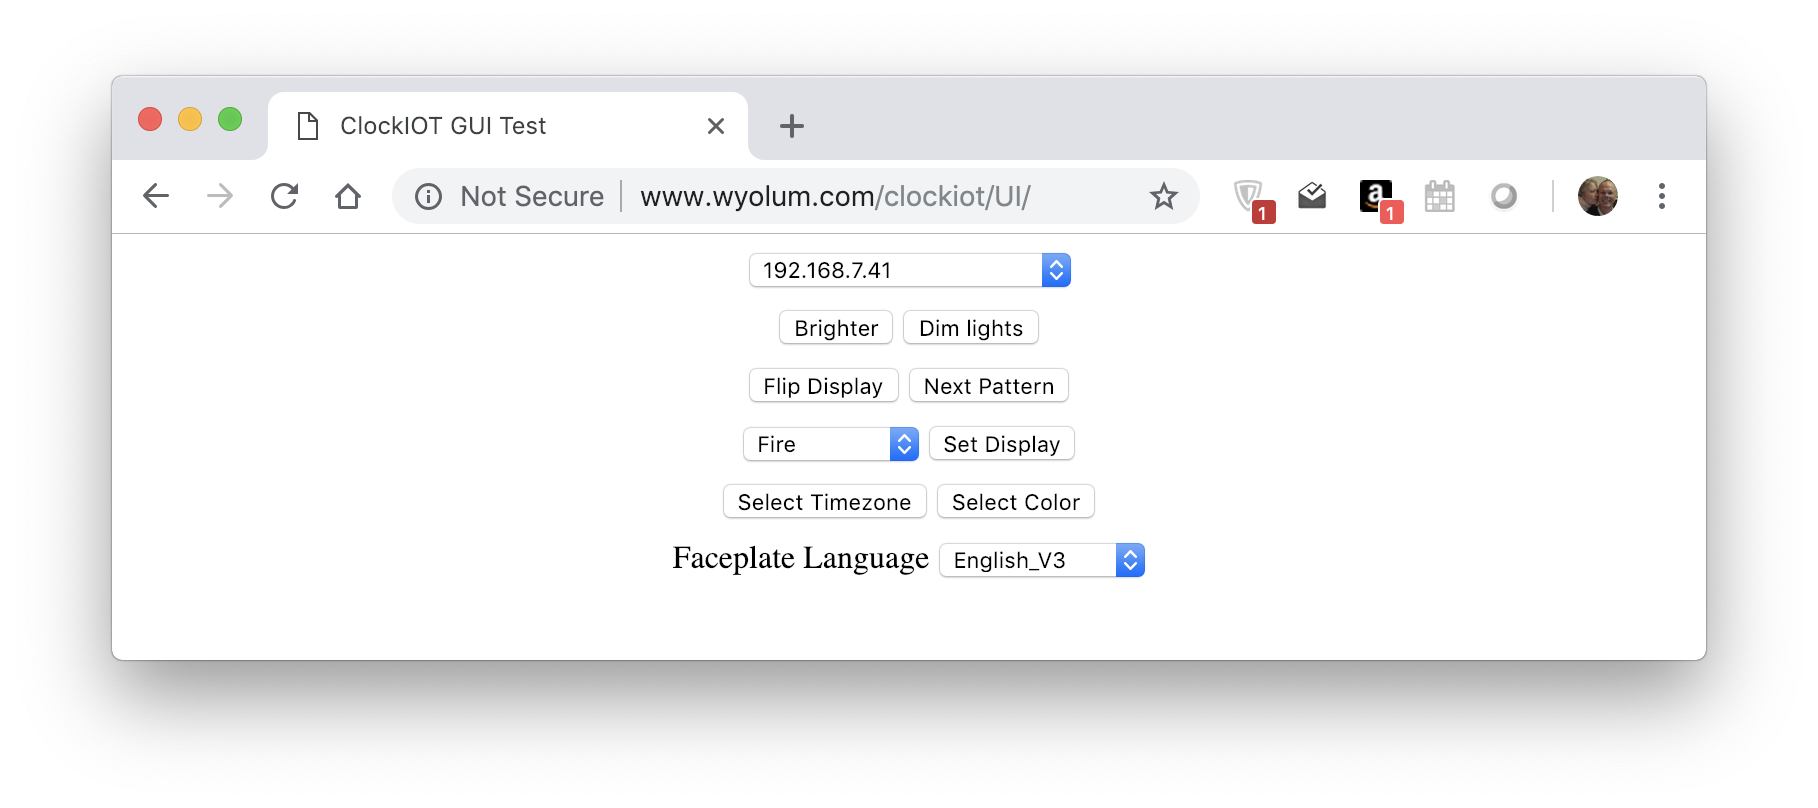 ClockIOT GUI Test
Not Secure www.wyolum.com/clockiot/UI/ 1 a 1
192.168.7.41
Brighter Dim lights
Flip Display Next Pattern
Fire Set Display
Select Timezone Select Color
Faceplate Language English_V3